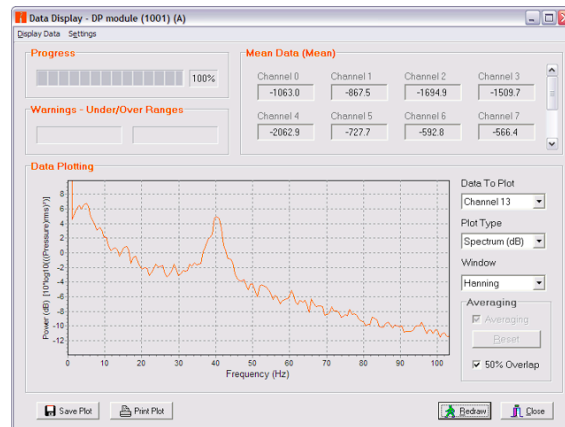 Data Display - DP module (1001) (A)
Display Data Settings
Progress
100%
Warnings - Under/Over Ranges
Mean Data (Mean)
Channel 0 Channel 1 Channel 2 Channel 3
-1063.0 -867.5 -1694.9 -1509.7
Channel 4 Channel 5 Channel 6 Channel 7
-2062.9 -727.7 -592.8 -566.4
Data Plotting
Power (dB) [10*log10((Pressure)rms)²)]
8
6
4
2
0
-2
-4
-6
-8
-10
-12
0 10 20 30 40 50 60 70 80 90 100
Frequency (Hz)
Data To Plot
Channel 13
Plot Type
Spectrum (dB)
Window
Hanning
Averaging
Averaging
Reset
50% Overlap
Save Plot Print Plot Redraw Close